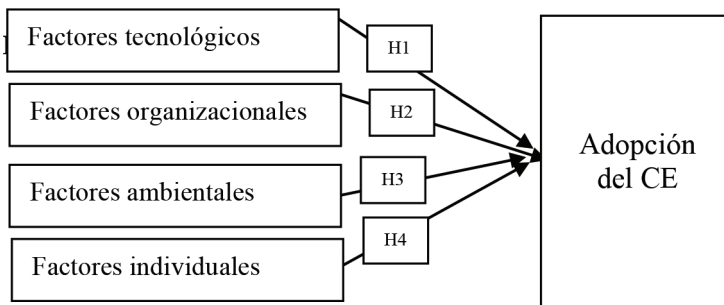 Factores tecnológicos
H1
Factores organizacionales
H2
Factores ambientales
H3
Factores individuales
H4
Adopción
del CE